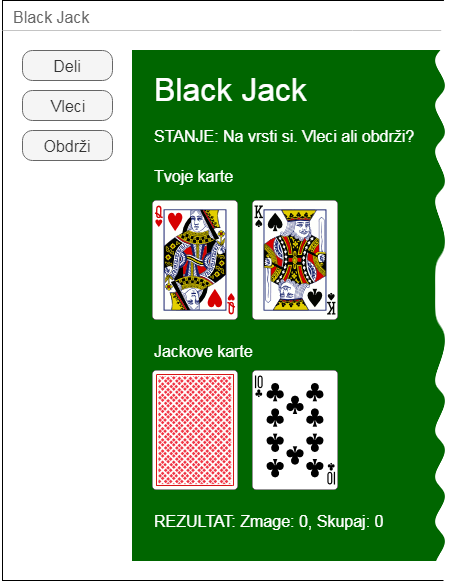 Black Jack
Deli
Vleci
Obdrži
Black Jack
STANJE: Na vrsti si. Vleci ali obdrži?
Tvoje karte
Q
K
Q
K
Jackove karte
10
10
REZULTAT: Zmage: 0, Skupaj: 0